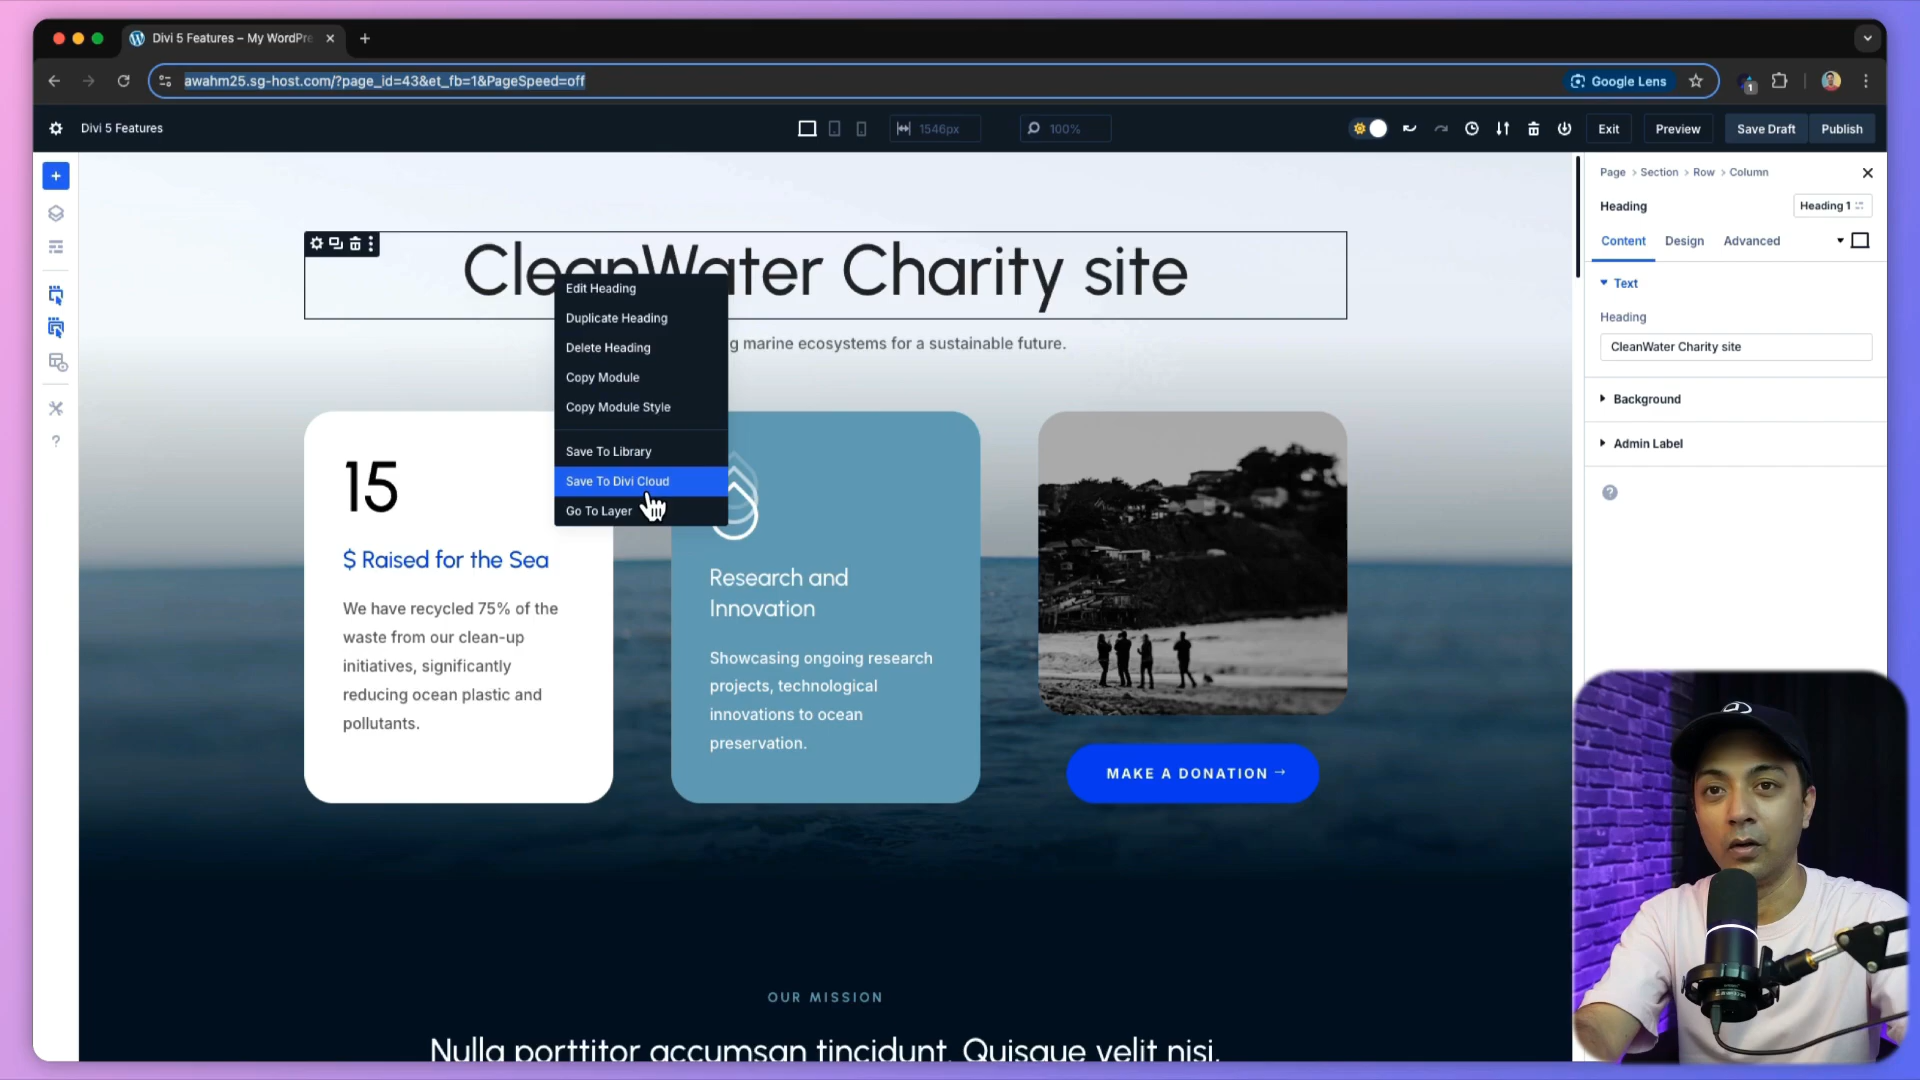 Divi 5 Features – My WordPre
awahm25.sg-host.com/?page_id=43&et_fb=1&PageSpeed=off
Google Lens
1
Divi 5 Features
1546px
100%
Exit
Preview
Save Draft
Publish
Page > Section > Row > Column
Heading
Heading 1
Content
Design
Advanced
Text
Heading
CleanWater Charity site
Background
Admin Label
?
?
CleanWater Charity site
g marine ecosystems for a sustainable future.
Edit Heading
Duplicate Heading
Delete Heading
Copy Module
Copy Module Style
Save To Library
Save To Divi Cloud
Go To Layer
15
$ Raised for the Sea
We have recycled 75% of the
waste from our clean-up
initiatives, significantly
reducing ocean plastic and
pollutants.
Research and
Innovation
Showcasing ongoing research
projects, technological
innovations to ocean
preservation.
MAKE A DONATION →
OUR MISSION
Nulla porttitor accumsan tincidunt. Quisque velit nisi,